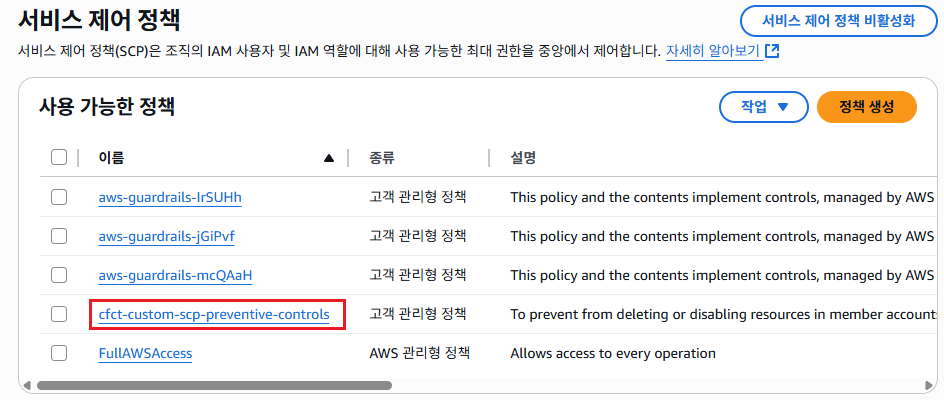 서비스 제어 정책
서비스 제어 정책 비활성화
서비스 제어 정책(SCP)은 조직의 IAM 사용자 및 IAM 역할에 대해 사용 가능한 최대 권한을 중앙에서 제어합니다. 자세히 알아보기
사용 가능한 정책
작업
정책 생성
이름 종류 설명
aws-guardrails-IrSUHh 고객 관리형 정책 This policy and the contents implement controls, managed by AWS
aws-guardrails-jGiPvf 고객 관리형 정책 This policy and the contents implement controls, managed by AWS
aws-guardrails-mcQAaH 고객 관리형 정책 This policy and the contents implement controls, managed by AWS
cfct-custom-scp-preventive-controls 고객 관리형 정책 To prevent from deleting or disabling resources in member accounts
FullAWSAccess AWS 관리형 정책 Allows access to every operation